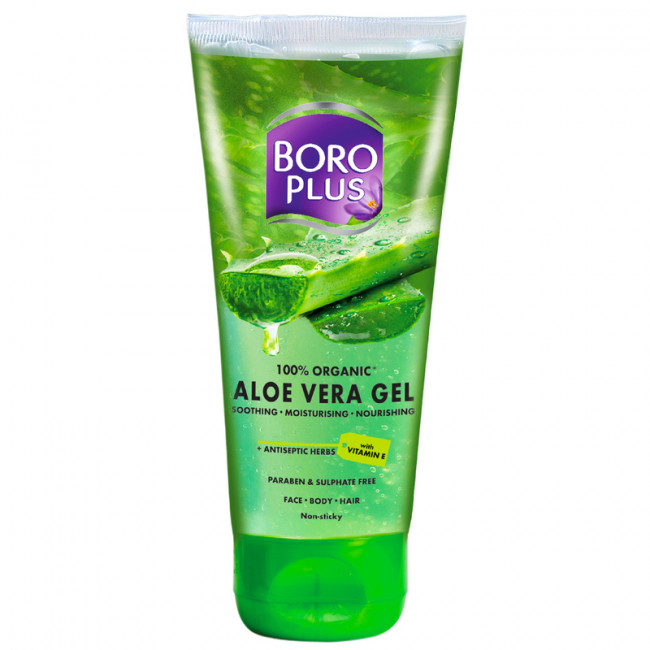 BORO
PLUS
100% ORGANIC*
ALOE VERA GEL
SOOTHING • MOISTURISING • NOURISHING
+ ANTISEPTIC HERBS
with
VITAMIN E
PARABEN & SULPHATE FREE
FACE • BODY • HAIR
Non-sticky